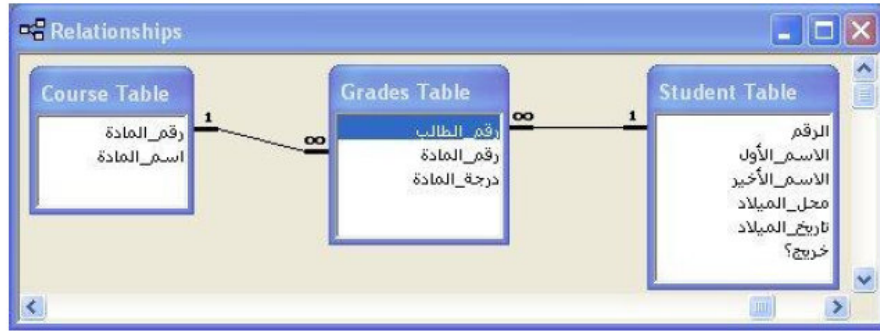 Relationships
Course Table
رقم_المادة
اسم_المادة
1
∞
Grades Table
رقم_الطالب
رقم_المادة
درجة_المادة
∞
1
Student Table
الرقم
الاسم_الأول
الاسم_الأخير
محل_الميلاد
تاريخ_الميلاد
خريج؟